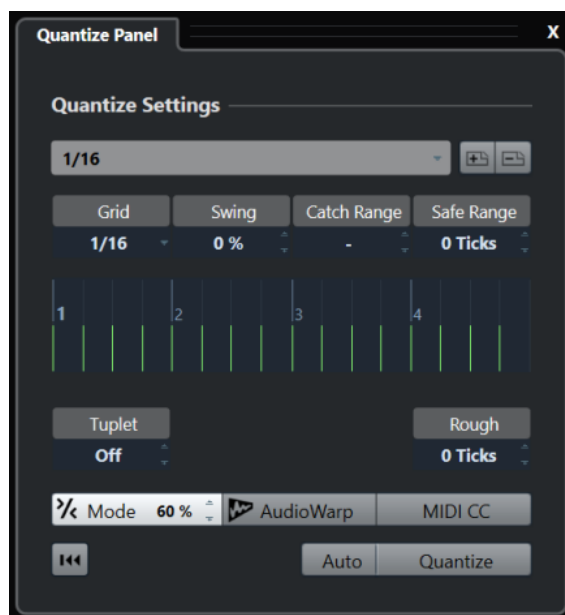 Quantize Panel X
Quantize Settings
1/16
Grid Swing Catch Range Safe Range
1/16 0 % - 0 Ticks
1 2 3 4
Tuplet Rough
Off 0 Ticks
Mode 60 % AudioWarp MIDI CC
Auto Quantize